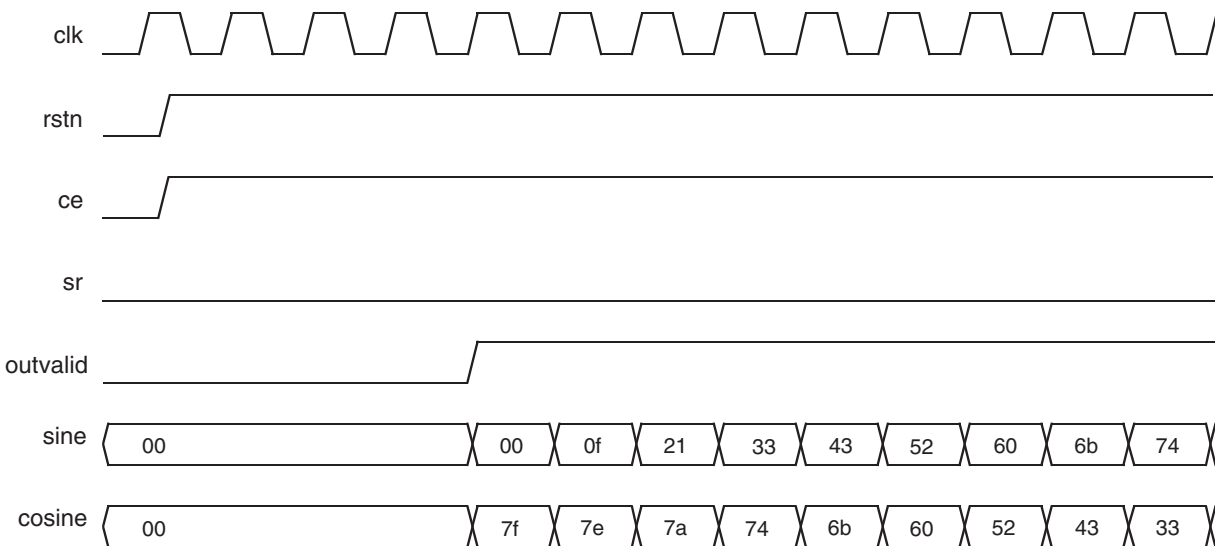 clk
rstn
ce
sr
outvalid
sine 00 00 0f 21 33 43 52 60 6b 74
cosine 00 7f 7e 7a 74 6b 60 52 43 33